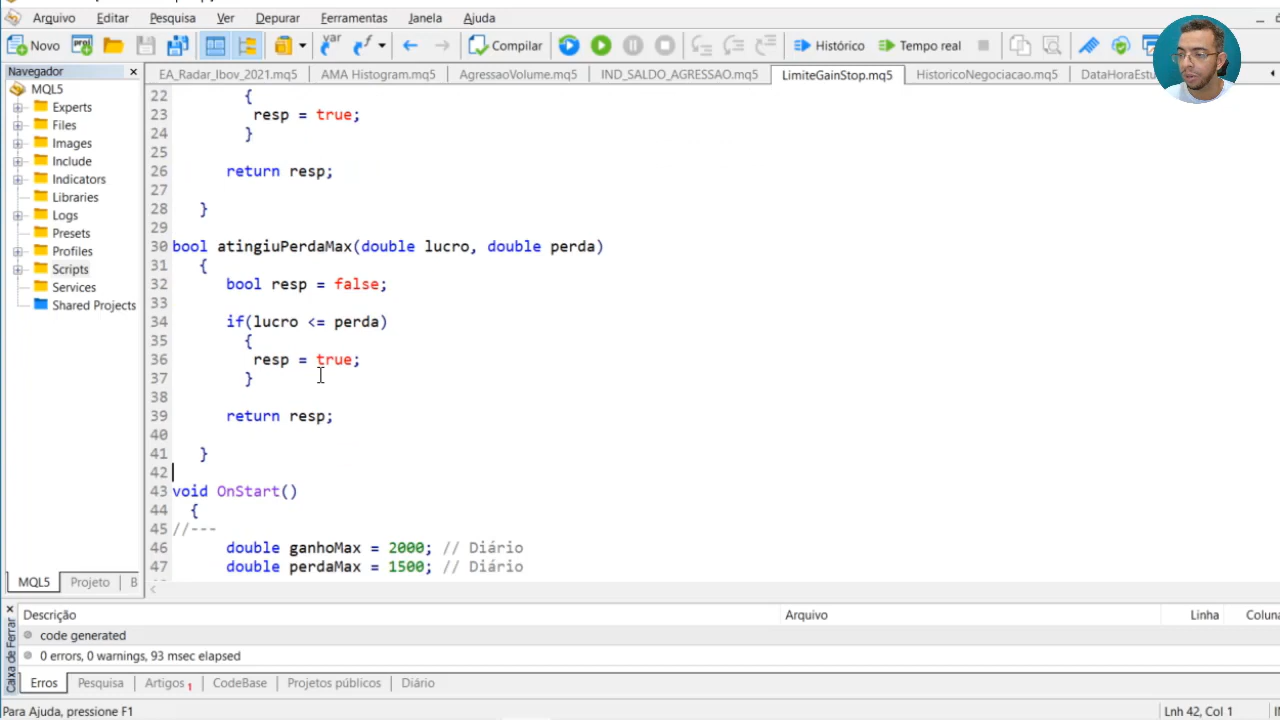 Arquivo Editar Pesquisa Ver Depurar Ferramentas Janela Ajuda
Novo Compilar Histórico Tempo real
Navegador
EA_Radar_Ibov_2021.mq5 AMA Histogram.mq5 AgressaoVolume.mq5 IND_SALDO_AGRESSAO.mq5 LimiteGainStop.mq5 HistoricoNegociacao.mq5
MQL5
Experts
Files
Images
Include
Indicators
Libraries
Logs
Presets
Profiles
Scripts
Services
Shared Projects
22 {
23 resp = true;
24 }
25
26 return resp;
27
28 }
29
30 bool atingiuPerdaMax(double lucro, double perda)
31 {
32 bool resp = false;
33
34 if(lucro <= perda)
35 {
36 resp = true;
37 }
38
39 return resp;
40
41 }
42
43 void OnStart()
44 {
45 //---
46 double ganhoMax = 2000; // Diário
47 double perdaMax = 1500; // Diário
MQL5 Projeto B
Caixa de Ferrar
Descrição Arquivo Linha Coluna
code generated
0 errors, 0 warnings, 93 msec elapsed
Erros Pesquisa Artigos 1 CodeBase Projetos públicos Diário
Para Ajuda, pressione F1 Lnh 42, Col 1